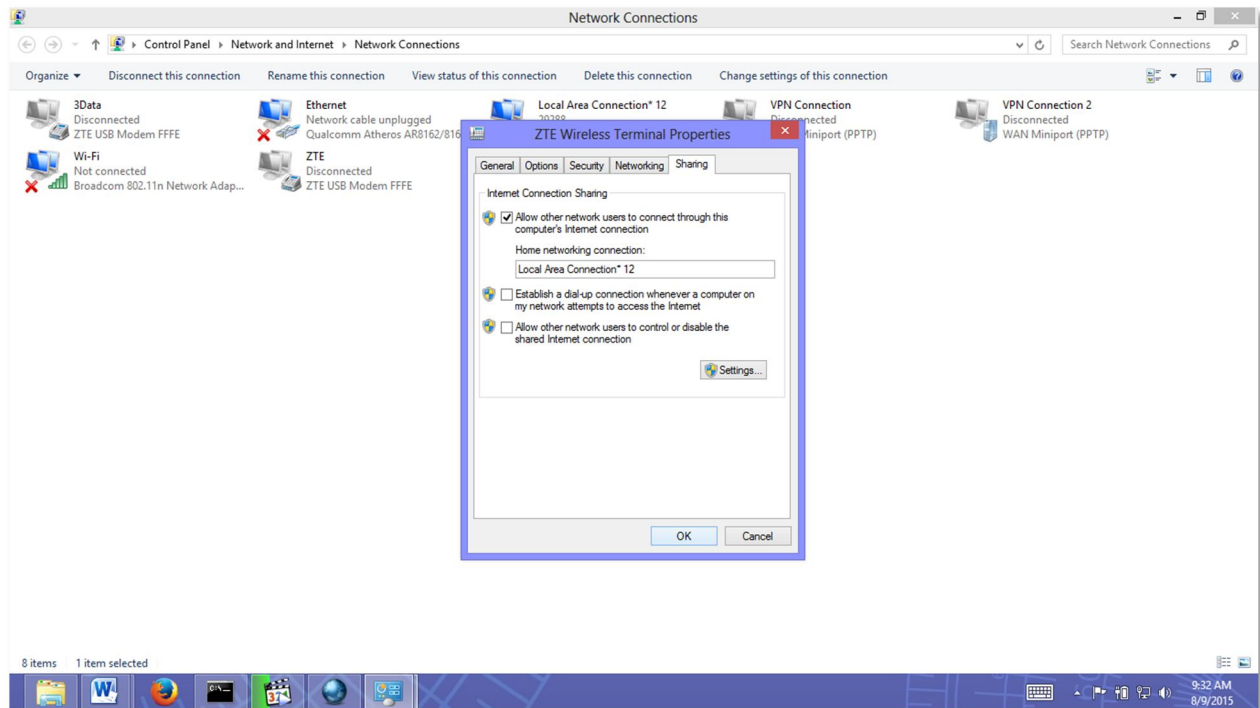 Network Connections
Control Panel Network and Internet Network Connections
Search Network Connections
Organize Disconnect this connection Rename this connection View status of this connection Delete this connection Change settings of this connection
3Data
Disconnected
ZTE USB Modem FFFE
Ethernet
Network cable unplugged
Qualcomm Atheros AR8162/816
Local Area Connection* 12
VPN Connection
Miniport (PPTP)
VPN Connection 2
Disconnected
WAN Miniport (PPTP)
Wi-Fi
Not connected
Broadcom 802.11n Network Adap...
ZTE
Disconnected
ZTE USB Modem FFFE
ZTE Wireless Terminal Properties
General Options Security Networking Sharing
Internet Connection Sharing
Allow other network users to connect through this
computer's Internet connection
Home networking connection:
Local Area Connection* 12
Establish a dial-up connection whenever a computer on
my network attempts to access the Internet
Allow other network users to control or disable the
shared Internet connection
Settings...
OK Cancel
8 items 1 item selected
9:32 AM
8/9/2015